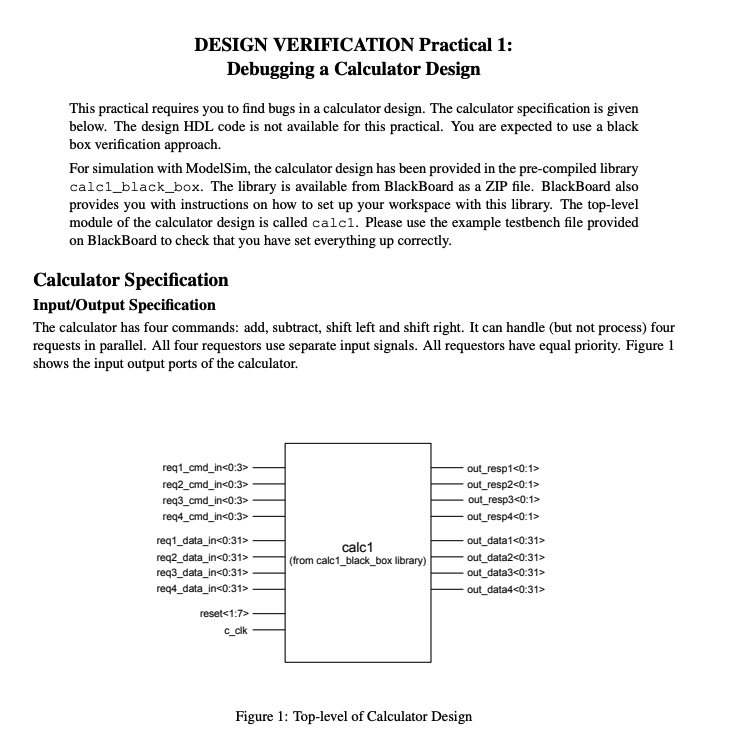 DESIGN VERIFICATION Practical 1:
Debugging a Calculator Design
This practical requires you to find bugs in a calculator design. The calculator specification is given
below. The design HDL code is not available for this practical. You are expected to use a black
box verification approach.
For simulation with ModelSim, the calculator design has been provided in the pre-compiled library
calc1_black_box. The library is available from BlackBoard as a ZIP file. BlackBoard also
provides you with instructions on how to set up your workspace with this library. The top-level
module of the calculator design is called calc1. Please use the example testbench file provided
on BlackBoard to check that you have set everything up correctly.
Calculator Specification
Input/Output Specification
The calculator has four commands: add, subtract, shift left and shift right. It can handle (but not process) four
requests in parallel. All four requestors use separate input signals. All requestors have equal priority. Figure 1
shows the input output ports of the calculator.
req1_cmd_in<0:3>
req2_cmd_in<0:3>
req3_cmd_in<0:3>
req4_cmd_in<0:3>
req1_data_in<0:31>
req2_data_in<0:31>
req3_data_in<0:31>
req4_data_in<0:31>
reset<1:7>
c_clk
calc1
(from calc1_black_box library)
out_resp1<0:1>
out_resp2<0:1>
out_resp3<0:1>
out_resp4<0:1>
out_data1<0:31>
out_data2<0:31>
out_data3<0:31>
out_data4<0:31>
Figure 1: Top-level of Calculator Design